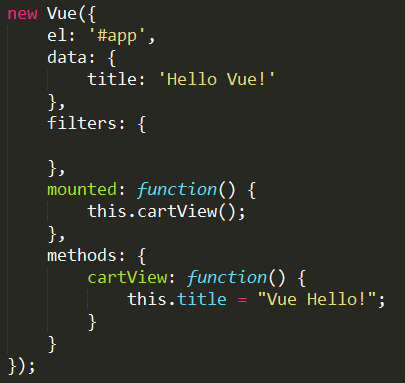 new Vue({
    el: '#app',
    data: {
        title: 'Hello Vue!'
    },
    filters: {

    },
    mounted: function() {
        this.cartView();
    },
    methods: {
        cartView: function() {
            this.title = "Vue Hello!";
        }
    }
});